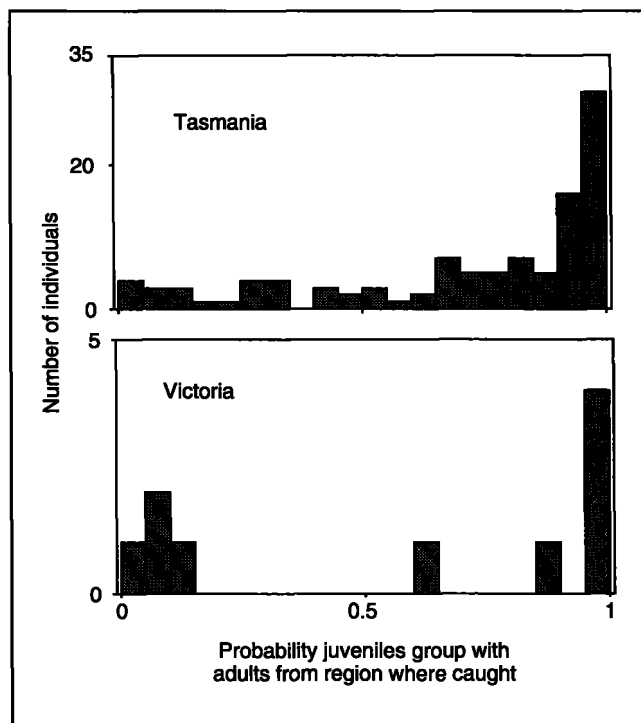 35
Tasmania
20
0
Number of individuals
5
Victoria
0
0
0.5
1
Probability juveniles group with
adults from region where caught